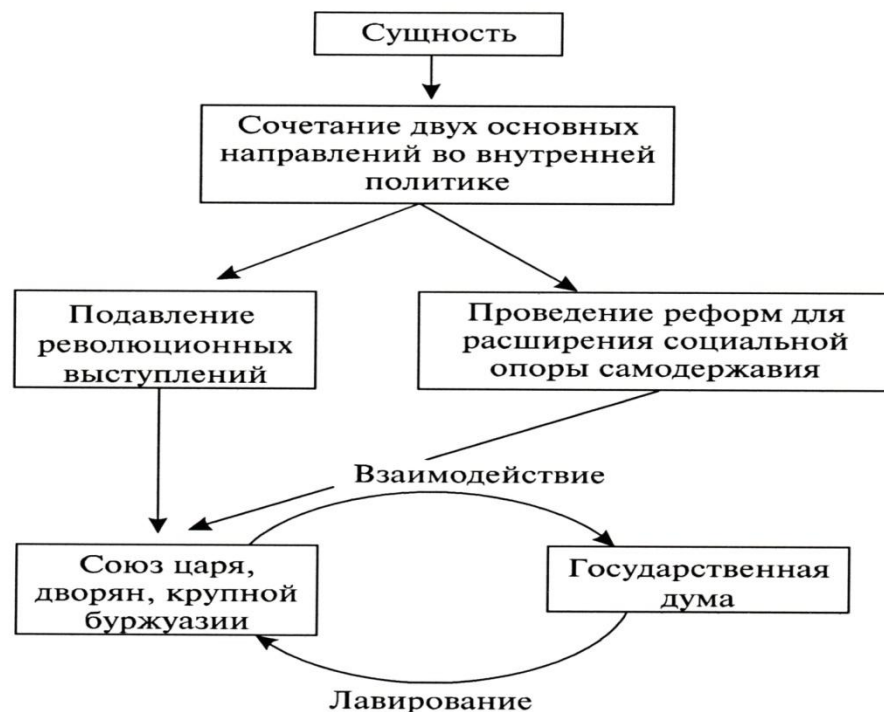 Сущность
Сочетание двух основных
направлений во внутренней
политике
Подавление
революционных
выступлений
Проведение реформ для
расширения социальной
опоры самодержавия
Взаимодействие
Союз царя,
дворян, крупной
буржуазии
Государственная
дума
Лавирование